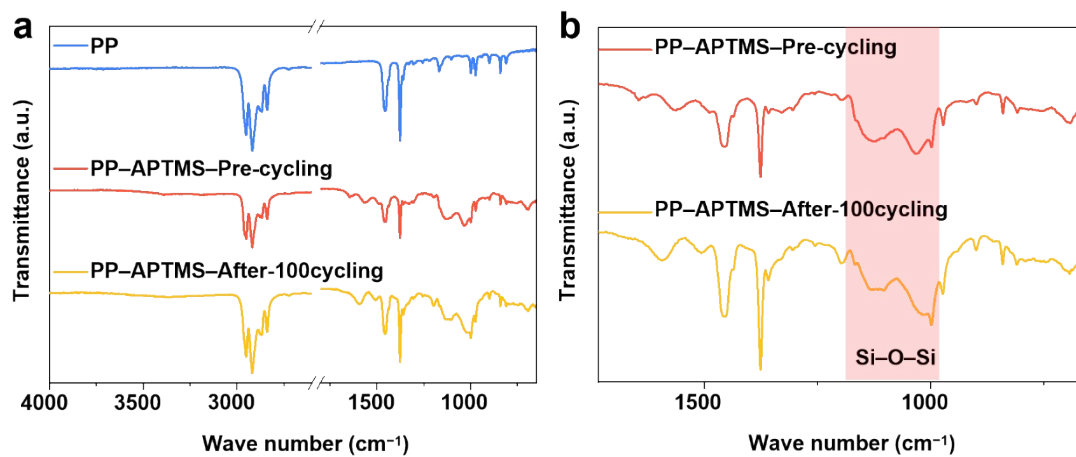 a
PP
PP–APTMS–Pre-cycling
PP–APTMS–After-100cycling
Transmittance (a.u.)
4000 3500 3000 1500 1000
Wave number (cm⁻¹)
b
PP–APTMS–Pre-cycling
PP–APTMS–After-100cycling
Si–O–Si
Transmittance (a.u.)
1500 1000
Wave number (cm⁻¹)